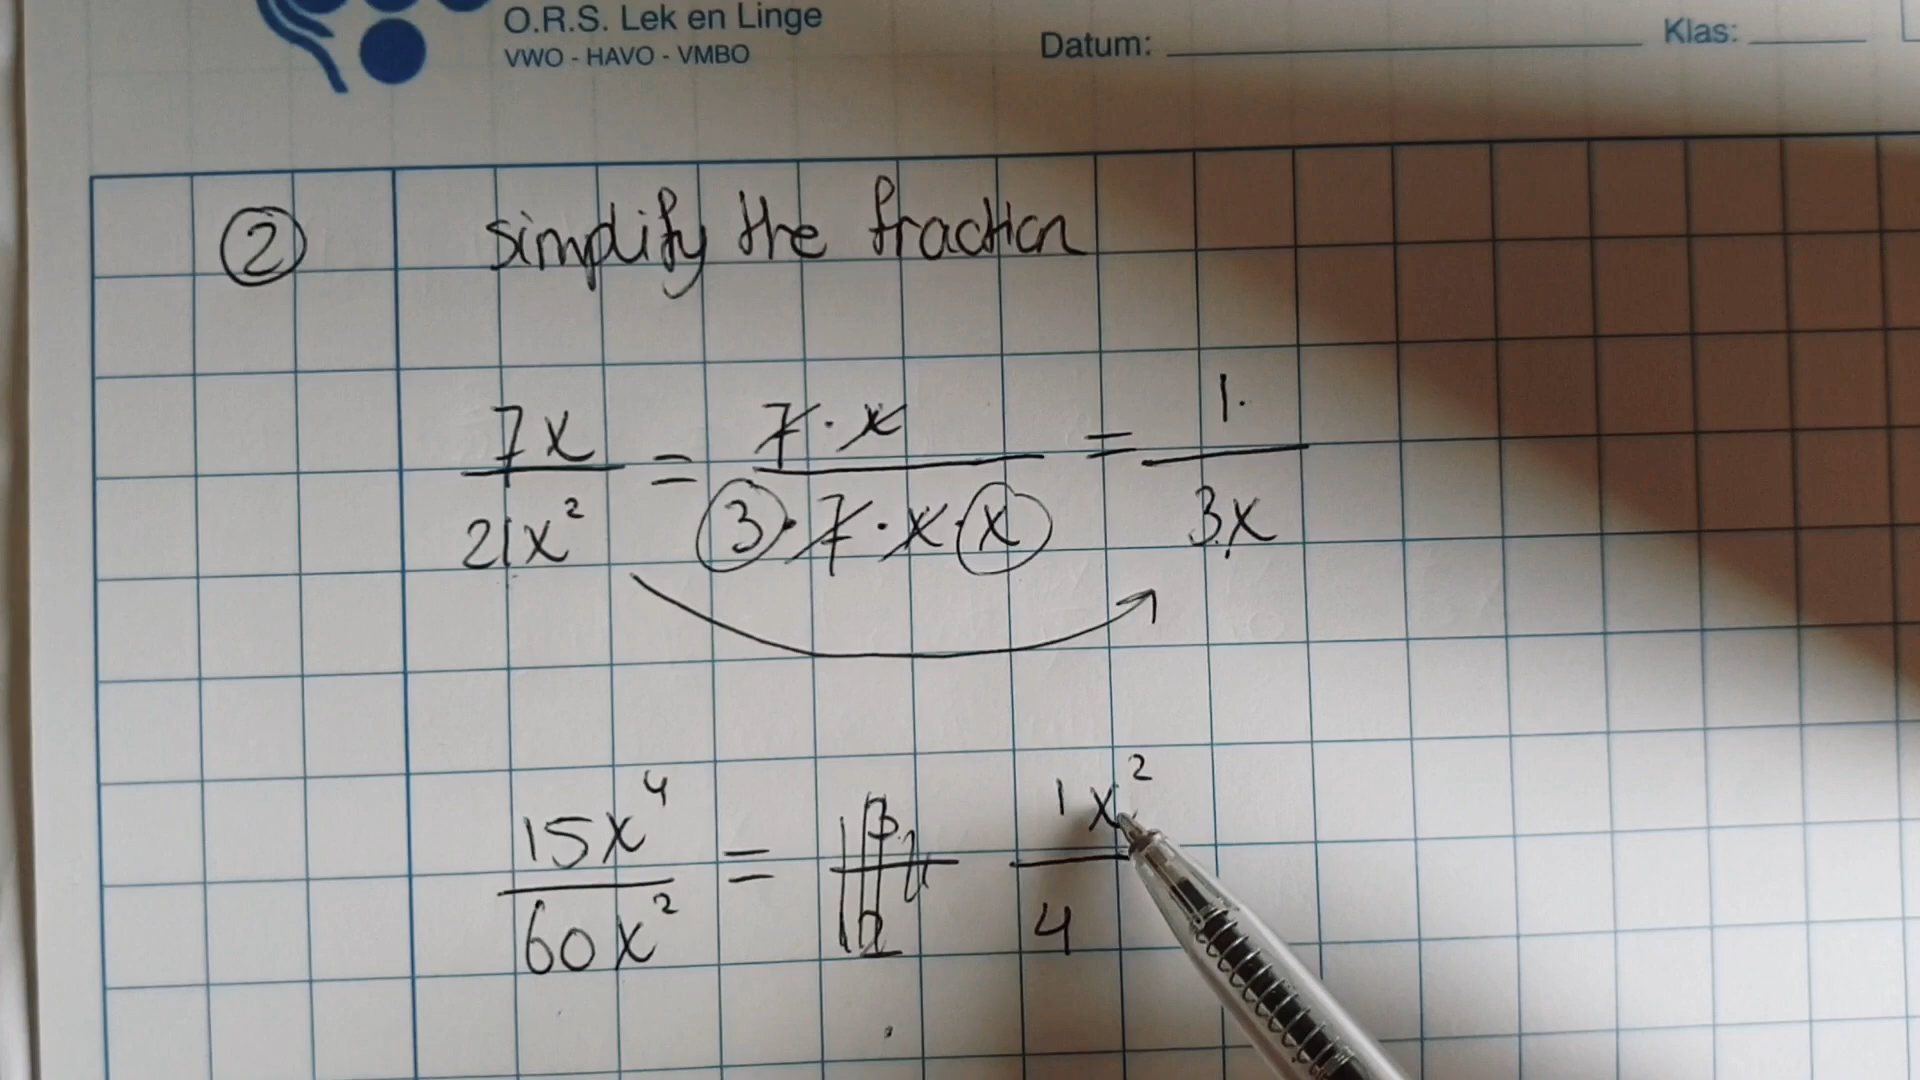 O.R.S. Lek en Linge
VWO - HAVO - VMBO
Datum: Klas:
② simplify the fraction
7x / 21x² = 7·x / 3·7·x·x = 1· / 3x
15x⁴ / 60x² = 1x² / 4